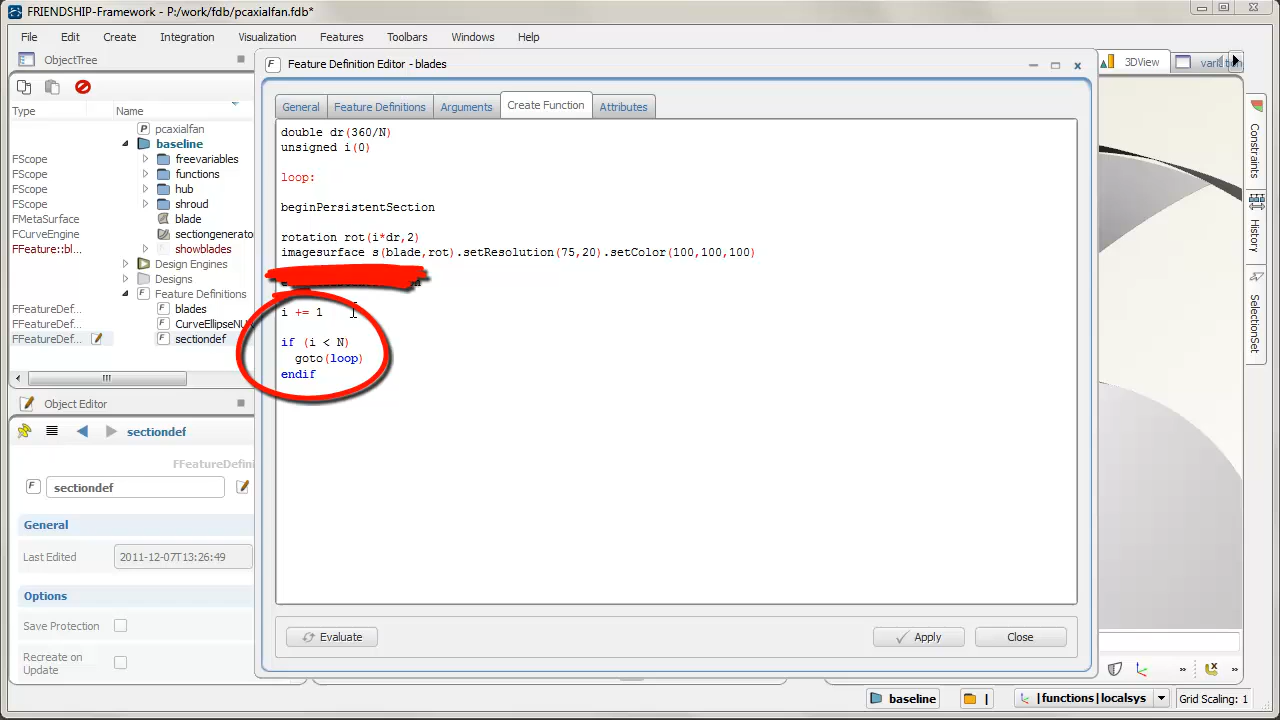 FRIENDSHIP-Framework - P:/work/fdb/pcaxialfan.fdb*
File Edit Create Integration Visualization Features Toolbars Windows Help
ObjectTree
Type Name
pcaxialfan
baseline
FScope freevariables
FScope functions
FScope hub
FScope shroud
FMetaSurface blade
FCurveEngine sectiongenerato
FFeature::bl... showblades
Design Engines
Designs
Feature Definitions
FFeatureDef... blades
FFeatureDef... CurveEllipseNU
FFeatureDef... sectiondef
Object Editor
sectiondef
FFeatureDefini
F sectiondef
General
Last Edited 2011-12-07T13:26:49
Options
Save Protection
Recreate on
Update
F Feature Definition Editor - blades
General Feature Definitions Arguments Create Function Attributes
double dr(360/N)
unsigned i(0)
loop:
beginPersistentSection
rotation rot(i*dr,2)
imagesurface s(blade,rot).setResolution(75,20).setColor(100,100,100)
i += 1
if (i < N)
goto(loop)
endif
Evaluate Apply Close
3DView
Constraints
History
SelectionSet
baseline | |functions|localsys Grid Scaling: 1